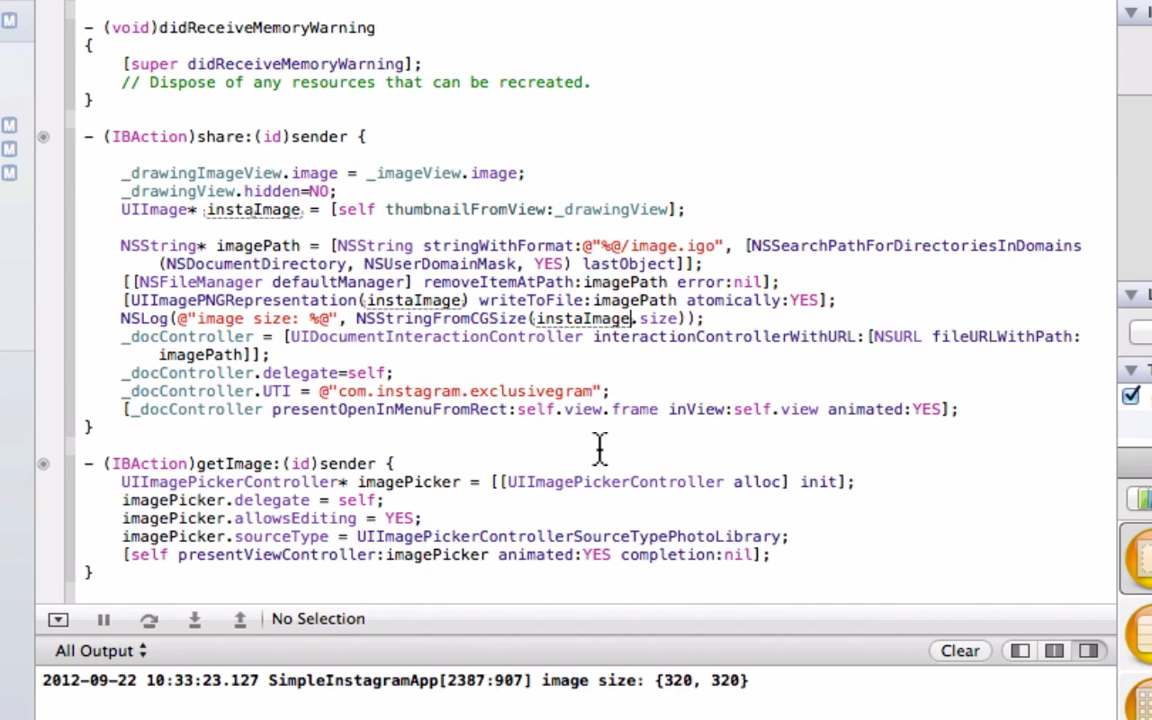 - (void)didReceiveMemoryWarning
{
[super didReceiveMemoryWarning];
// Dispose of any resources that can be recreated.
}
- (IBAction)share:(id)sender {
_drawingImageView.image = _imageView.image;
_drawingView.hidden=NO;
UIImage* instaImage = [self thumbnailFromView:_drawingView];
NSString* imagePath = [NSString stringWithFormat:@"%@/image.igo", [NSSearchPathForDirectoriesInDomains
(NSDocumentDirectory, NSUserDomainMask, YES) lastObject]];
[[NSFileManager defaultManager] removeItemAtPath:imagePath error:nil];
[UIImagePNGRepresentation(instaImage) writeToFile:imagePath atomically:YES];
NSLog(@"image size: %@", NSStringFromCGSize(instaImage.size));
_docController = [UIDocumentInteractionController interactionControllerWithURL:[NSURL fileURLWithPath:
imagePath]];
_docController.delegate=self;
_docController.UTI = @"com.instagram.exclusivegram";
[_docController presentOpenInMenuFromRect:self.view.frame inView:self.view animated:YES];
}
- (IBAction)getImage:(id)sender {
UIImagePickerController* imagePicker = [[UIImagePickerController alloc] init];
imagePicker.delegate = self;
imagePicker.allowsEditing = YES;
imagePicker.sourceType = UIImagePickerControllerSourceTypePhotoLibrary;
[self presentViewController:imagePicker animated:YES completion:nil];
}
M
M
M
M
No Selection
All Output
Clear
2012-09-22 10:33:23.127 SimpleInstagramApp[2387:907] image size: {320, 320}